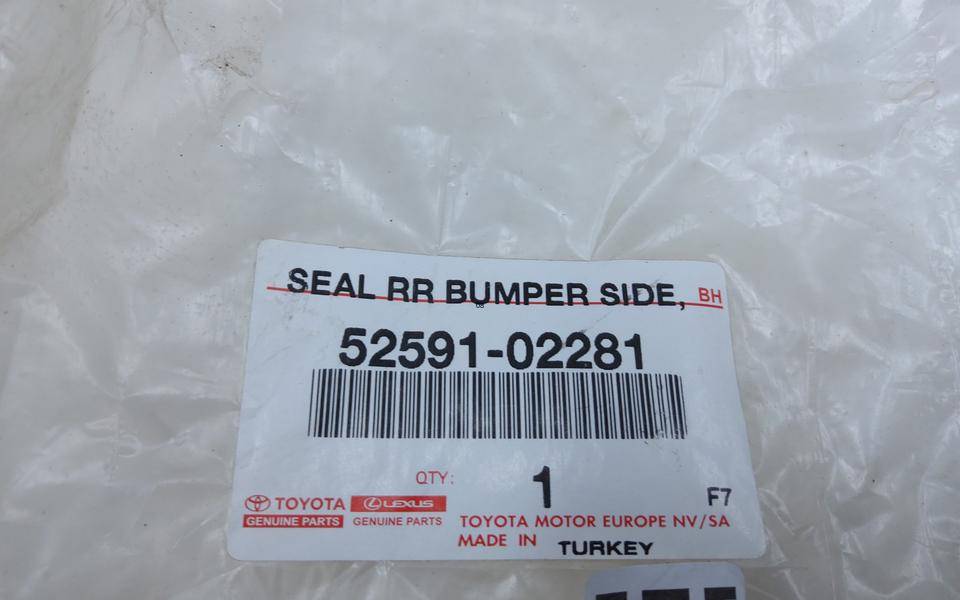 SEAL RR BUMPER SIDE, BH
52591-02281
QTY: 1
F7
TOYOTA LEXUS
GENUINE PARTS GENUINE PARTS
TOYOTA MOTOR EUROPE NV/SA
MADE IN TURKEY